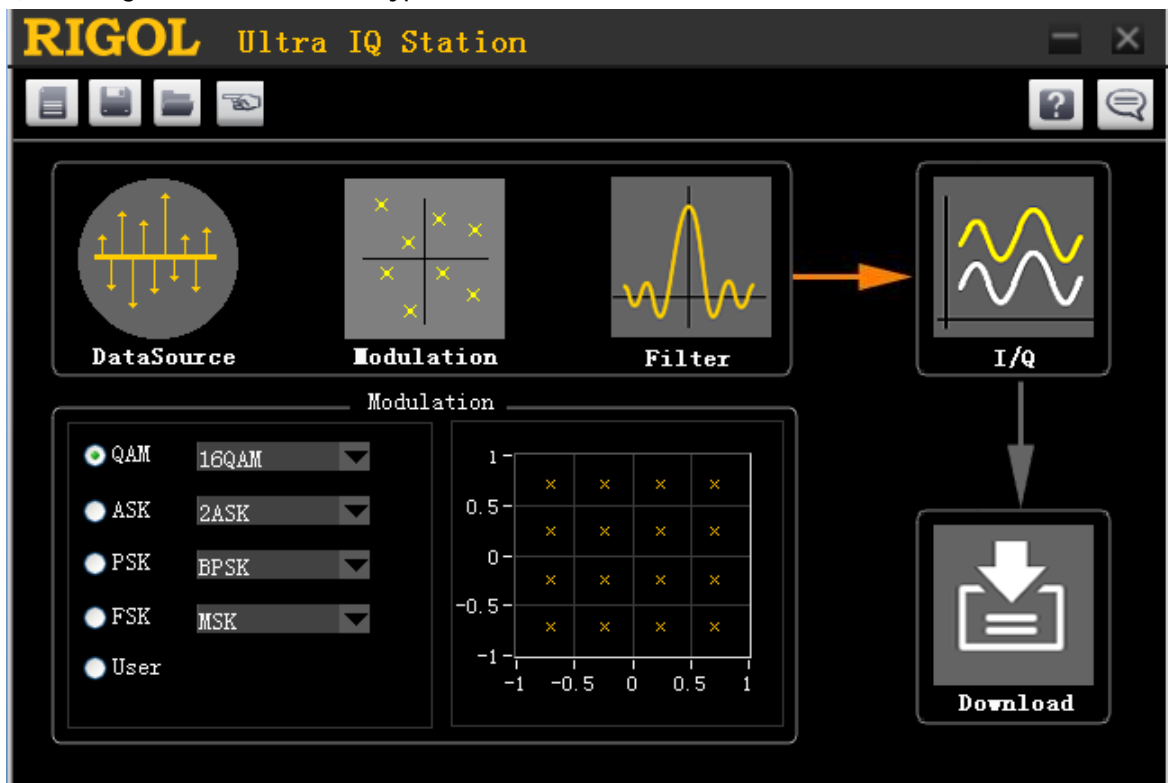 RIGOL Ultra IQ Station
DataSource
Modulation
Filter
I/Q
Modulation
QAM 16QAM
ASK 2ASK
PSK BPSK
FSK MSK
User
1
0.5
0
-0.5
-1
-1 -0.5 0 0.5 1
Download